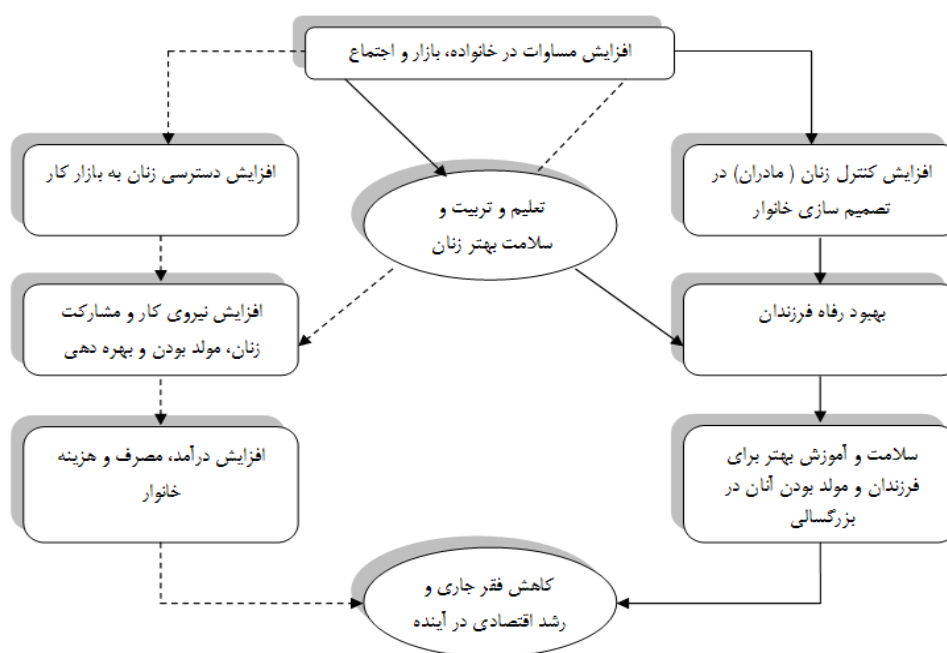 افزایش مساوات در خانواده، بازار و اجتماع
افزایش کنترل زنان ( مادران) در
تصمیم سازی خانوار
تعلیم و تربیت و
سلامت بهتر زنان
افزایش دسترسی زنان به بازار کار
بهبود رفاه فرزندان
افزایش نیروی کار و مشارکت
زنان، مولد بودن و بهره دهی
سلامت و آموزش بهتر برای
فرزندان و مولد بودن آنان در
بزرگسالی
افزایش درآمد، مصرف و هزینه
خانوار
کاهش فقر جاری و
رشد اقتصادی در آینده